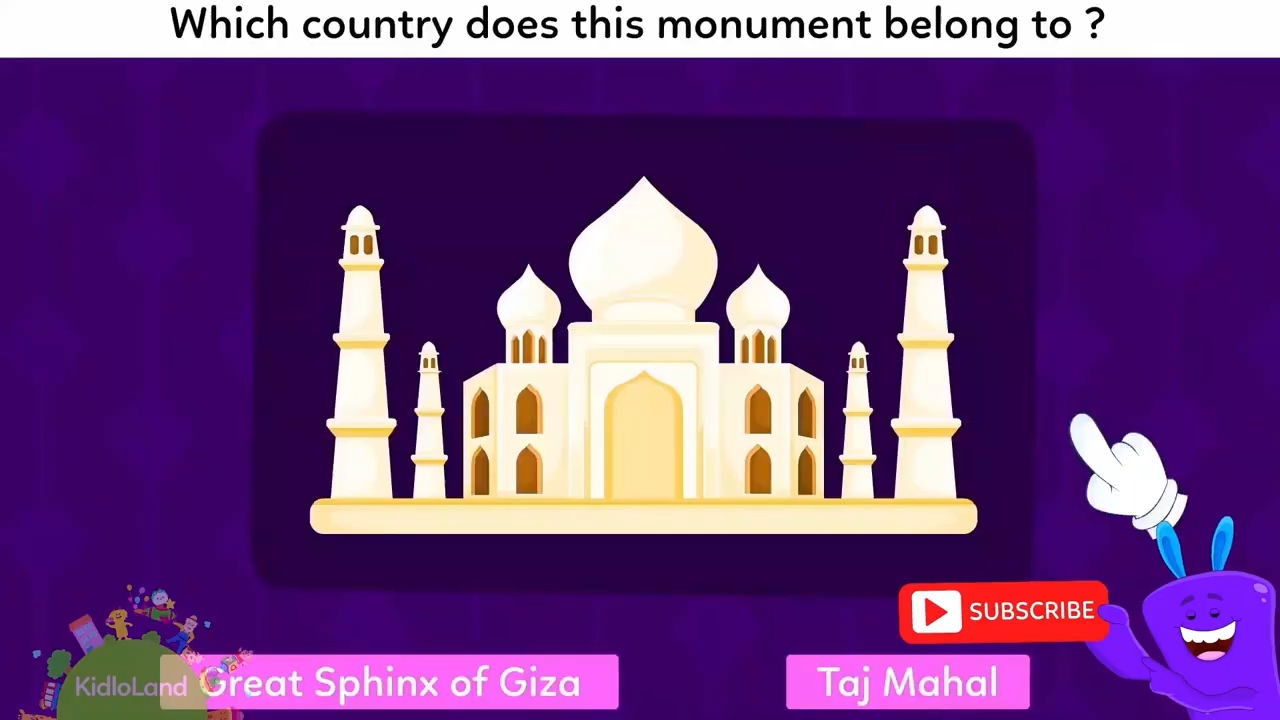 Which country does this monument belong to ?
SUBSCRIBE
KidloLand
Great Sphinx of Giza
Taj Mahal